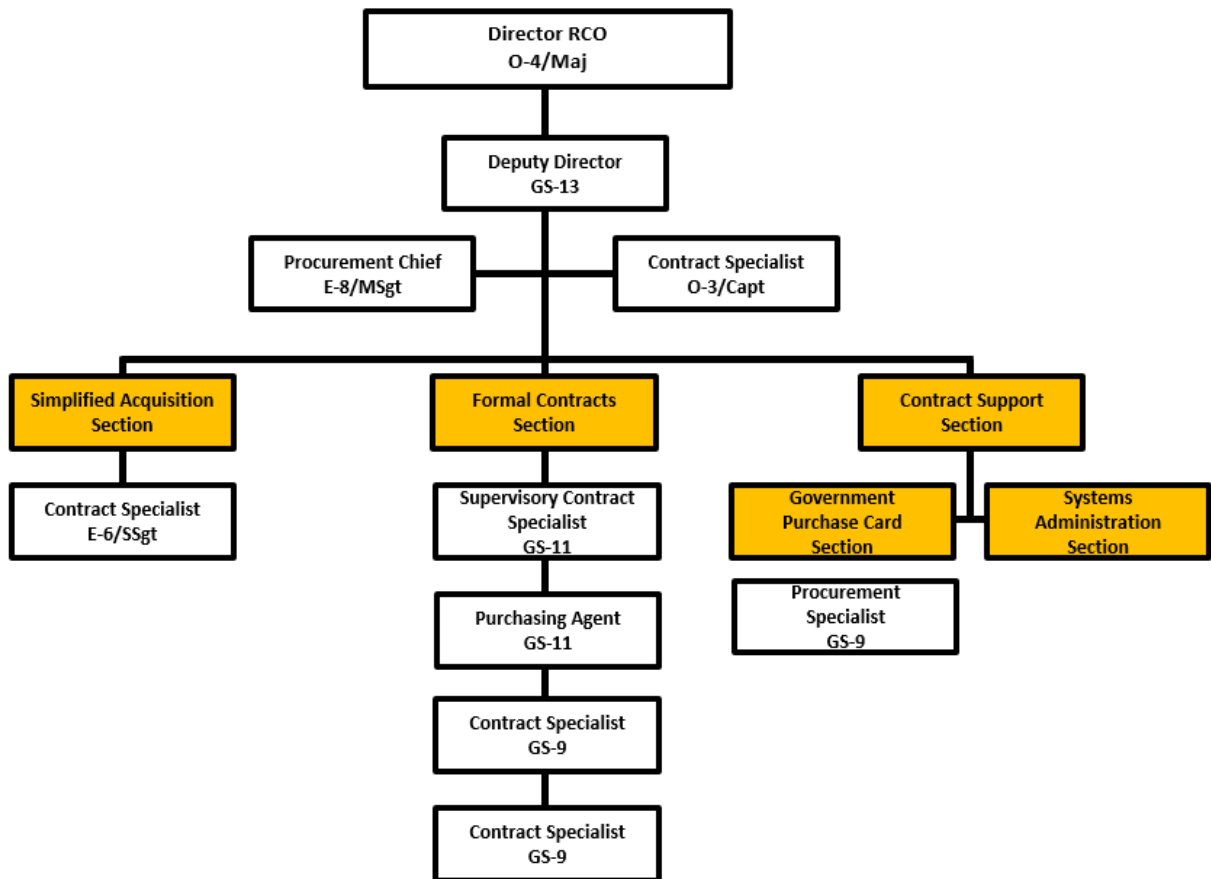 Director RCO
O-4/Maj
Deputy Director
GS-13
Procurement Chief
E-8/MSgt
Contract Specialist
O-3/Capt
Simplified Acquisition
Section
Formal Contracts
Section
Contract Support
Section
Contract Specialist
E-6/SSgt
Supervisory Contract
Specialist
GS-11
Government
Purchase Card
Section
Systems
Administration
Section
Purchasing Agent
GS-11
Procurement
Specialist
GS-9
Contract Specialist
GS-9
Contract Specialist
GS-9